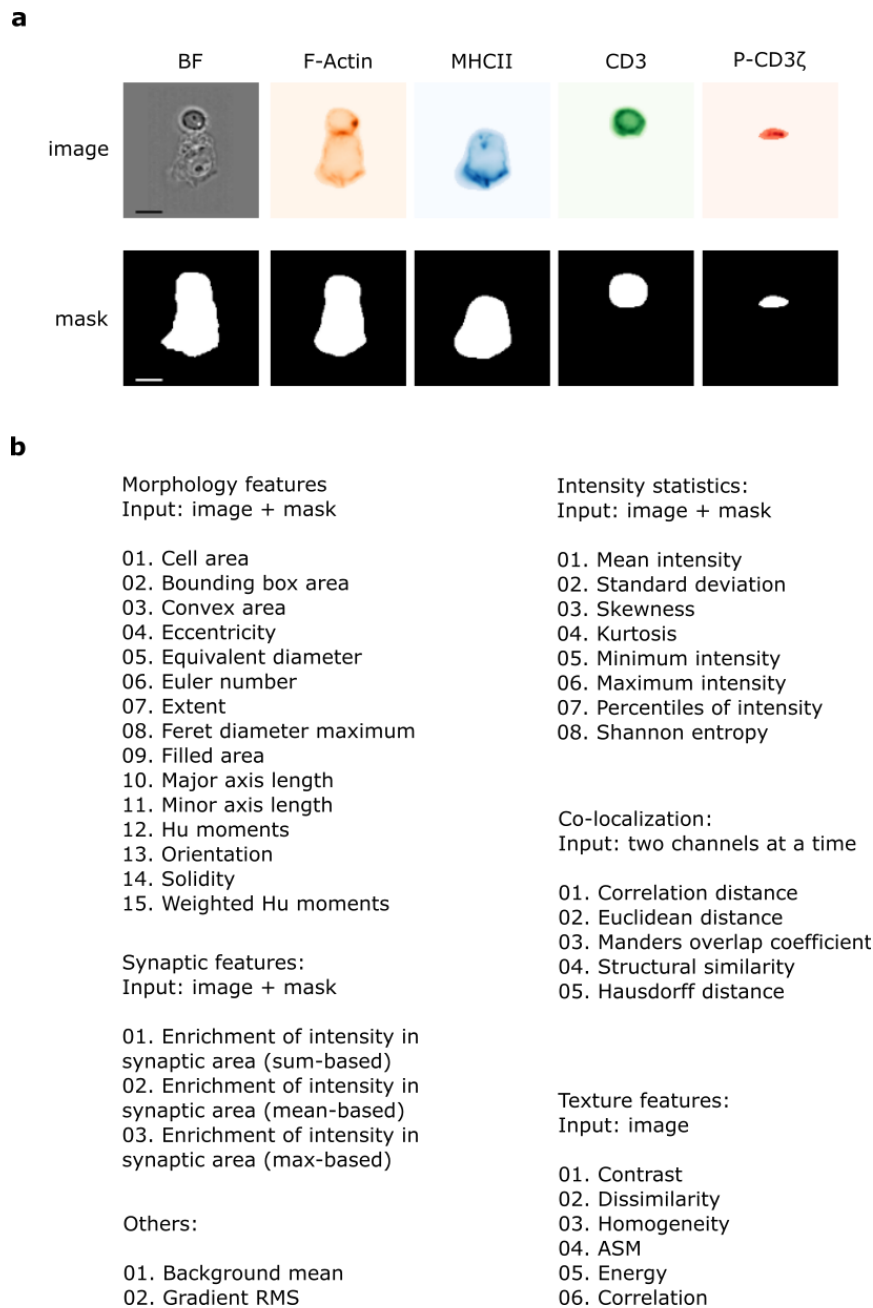 a
BF F-Actin MHCII CD3 P-CD3ζ
image
mask
b
Morphology features
Input: image + mask
01. Cell area
02. Bounding box area
03. Convex area
04. Eccentricity
05. Equivalent diameter
06. Euler number
07. Extent
08. Feret diameter maximum
09. Filled area
10. Major axis length
11. Minor axis length
12. Hu moments
13. Orientation
14. Solidity
15. Weighted Hu moments
Synaptic features:
Input: image + mask
01. Enrichment of intensity in
synaptic area (sum-based)
02. Enrichment of intensity in
synaptic area (mean-based)
03. Enrichment of intensity in
synaptic area (max-based)
Others:
01. Background mean
02. Gradient RMS
Intensity statistics:
Input: image + mask
01. Mean intensity
02. Standard deviation
03. Skewness
04. Kurtosis
05. Minimum intensity
06. Maximum intensity
07. Percentiles of intensity
08. Shannon entropy
Co-localization:
Input: two channels at a time
01. Correlation distance
02. Euclidean distance
03. Manders overlap coefficient
04. Structural similarity
05. Hausdorff distance
Texture features:
Input: image
01. Contrast
02. Dissimilarity
03. Homogeneity
04. ASM
05. Energy
06. Correlation